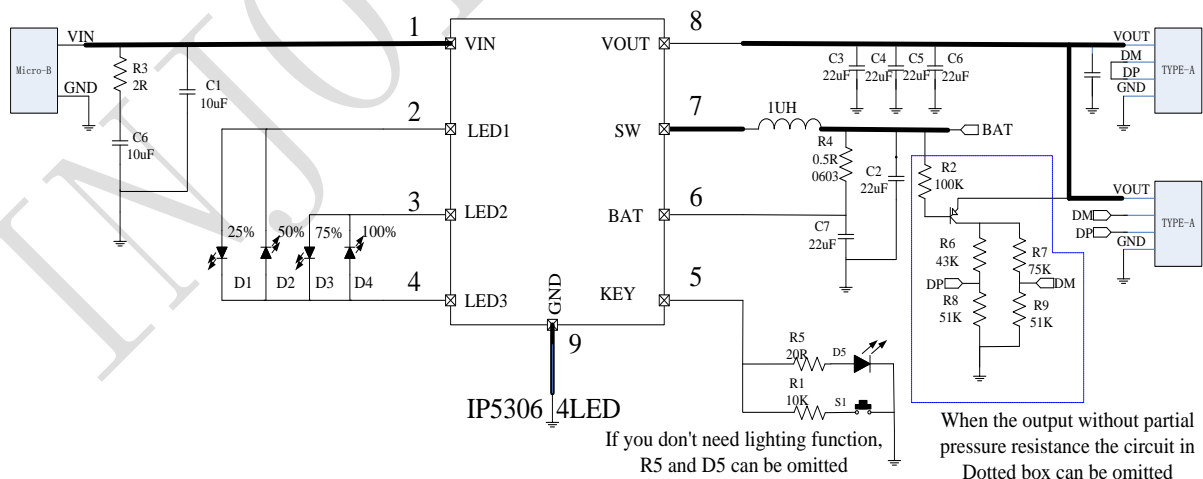 INJO
Micro-B
VIN
GND
R3
2R
C6
10uF
C1
10uF
1
2
3
4
5
6
7
8
9
VIN
LED1
LED2
LED3
GND
VOUT
SW
BAT
KEY
25%
50%
75%
100%
D1
D2
D3
D4
IP5306 4LED
C3
22uF
C4
22uF
C5
22uF
C6
22uF
1UH
BAT
R4
0.5R
0603
C2
22uF
C7
22uF
R2
100K
R6
43K
R7
75K
DP
DM
R8
51K
R9
51K
R5
20R
D5
R1
10K
S1
VOUT
DM
DP
GND
TYPE-A
VOUT
DM
DP
GND
TYPE-A
If you don't need lighting function,
R5 and D5 can be omitted
When the output without partial
pressure resistance the circuit in
Dotted box can be omitted